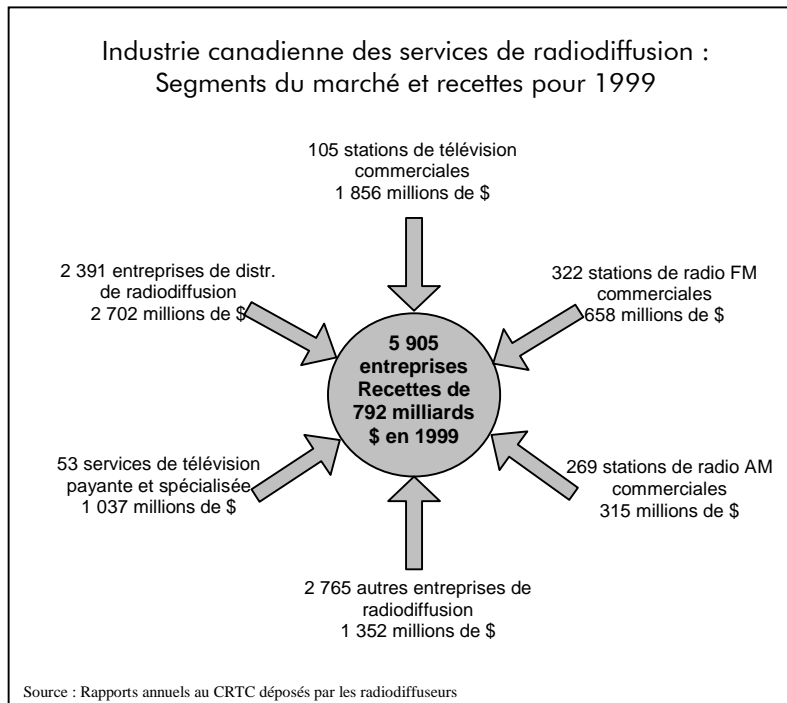 Industrie canadienne des services de radiodiffusion :
Segments du marché et recettes pour 1999
105 stations de télévision
commerciales
1 856 millions de $
2 391 entreprises de distr.
de radiodiffusion
2 702 millions de $
322 stations de radio FM
commerciales
658 millions de $
5 905
entreprises
Recettes de
792 milliards
$ en 1999
53 services de télévision
payante et spécialisée
1 037 millions de $
269 stations de radio AM
commerciales
315 millions de $
2 765 autres entreprises de
radiodiffusion
1 352 millions de $
Source : Rapports annuels au CRTC déposés par les radiodiffuseurs